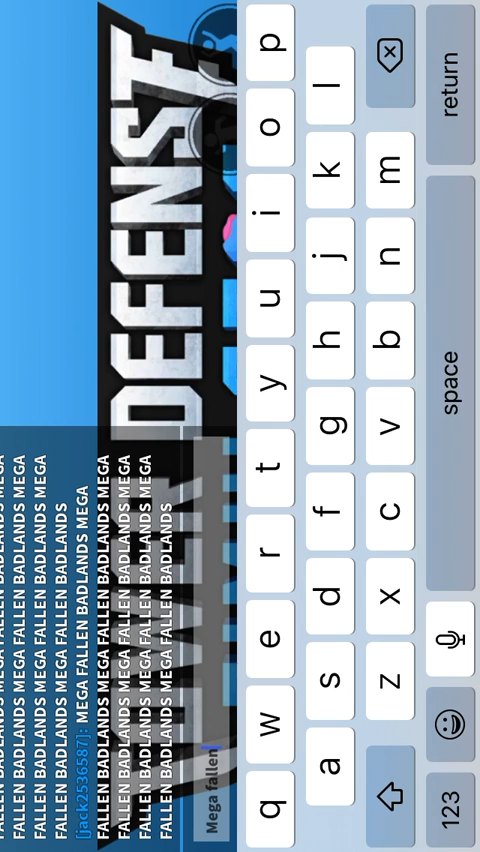 FALLEN BADLANDS MEGA FALLEN BADLANDS MEGA
FALLEN BADLANDS MEGA FALLEN BADLANDS MEGA
FALLEN BADLANDS MEGA FALLEN BADLANDS MEGA
FALLEN BADLANDS MEGA FALLEN BADLANDS
[jack2536587]: MEGA FALLEN BADLANDS MEGA
FALLEN BADLANDS MEGA FALLEN BADLANDS MEGA
FALLEN BADLANDS MEGA FALLEN BADLANDS MEGA
FALLEN BADLANDS MEGA FALLEN BADLANDS MEGA
FALLEN BADLANDS MEGA FALLEN BADLANDS
TOWER DEFENSE
Mega fallen
q w e r t y u i o p
a s d f g h j k l
z x c v b n m
123 space return